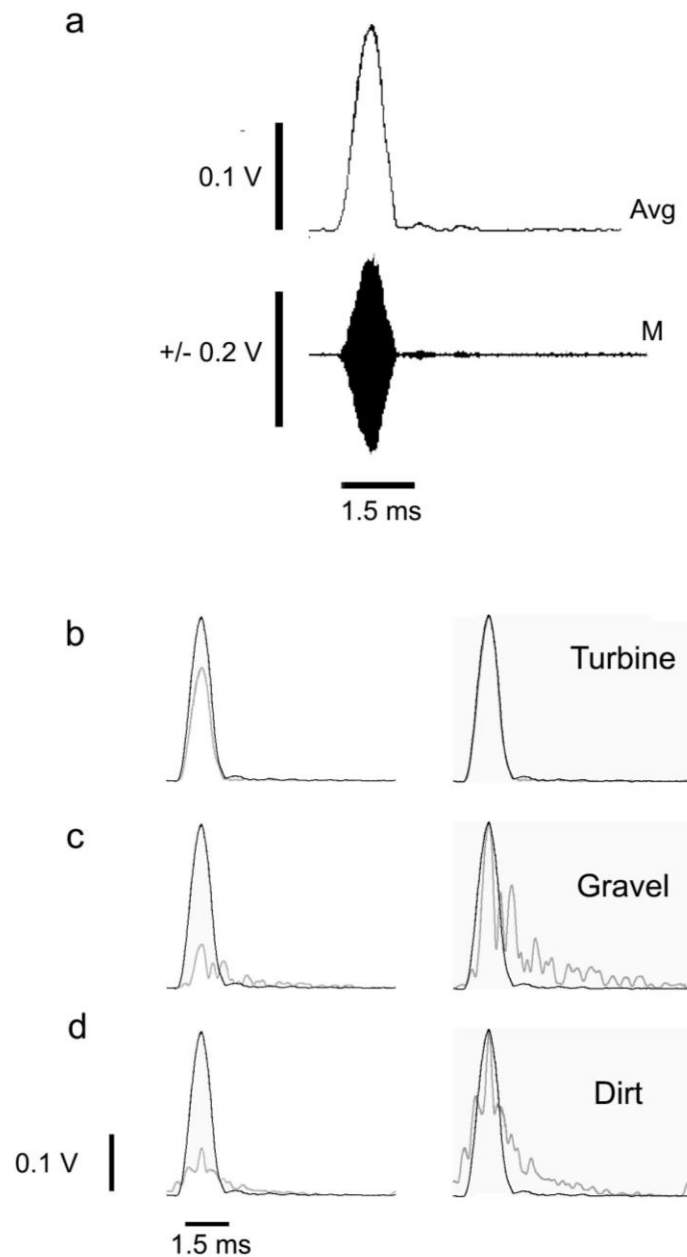 a
0.1 V
Avg
+/- 0.2 V
M
1.5 ms
b
Turbine
c
Gravel
d
Dirt
0.1 V
1.5 ms